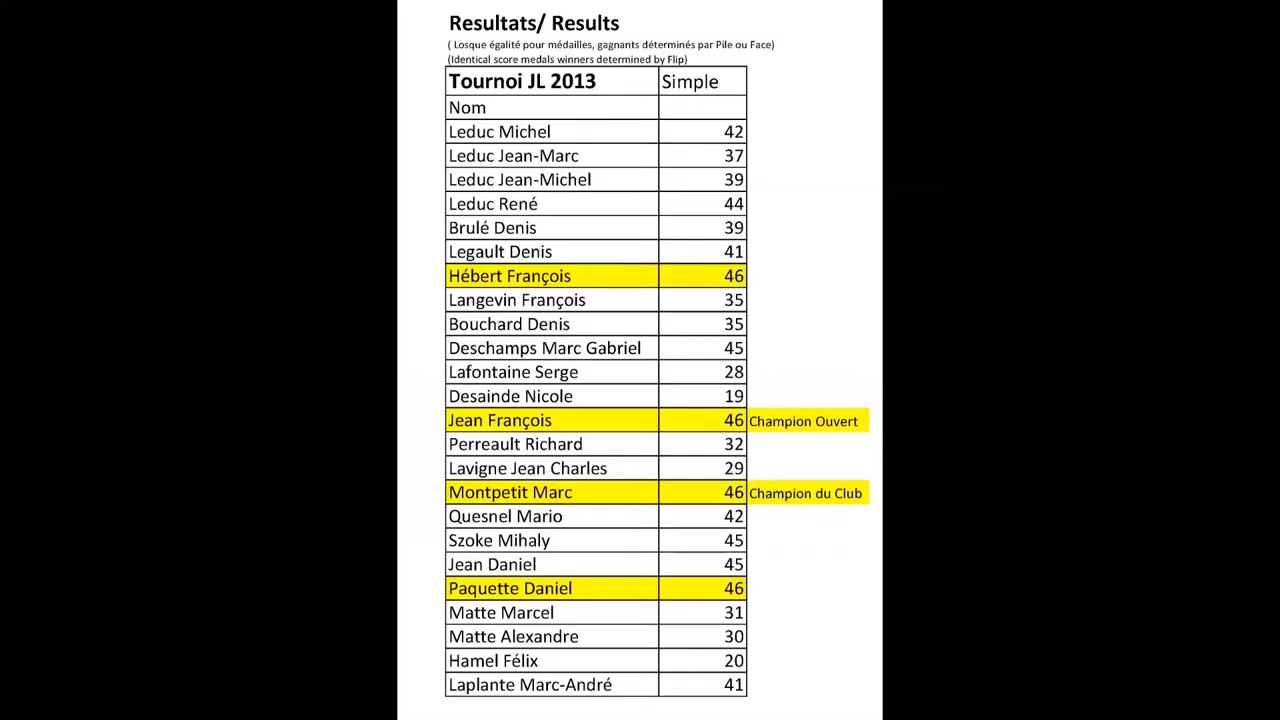 Resultats/ Results
( Losque égalité pour médailles, gagnants déterminés par Pile ou Face)
(Identical score medals winners determined by Flip)
Tournoi JL 2013 Simple
Nom
Leduc Michel 42
Leduc Jean-Marc 37
Leduc Jean-Michel 39
Leduc René 44
Brulé Denis 39
Legault Denis 41
Hébert François 46
Langevin François 35
Bouchard Denis 35
Deschamps Marc Gabriel 45
Lafontaine Serge 28
Desainde Nicole 19
Jean François 46 Champion Ouvert
Perreault Richard 32
Lavigne Jean Charles 29
Montpetit Marc 46 Champion du Club
Quesnel Mario 42
Szoke Mihaly 45
Jean Daniel 45
Paquette Daniel 46
Matte Marcel 31
Matte Alexandre 30
Hamel Félix 20
Laplante Marc-André 41